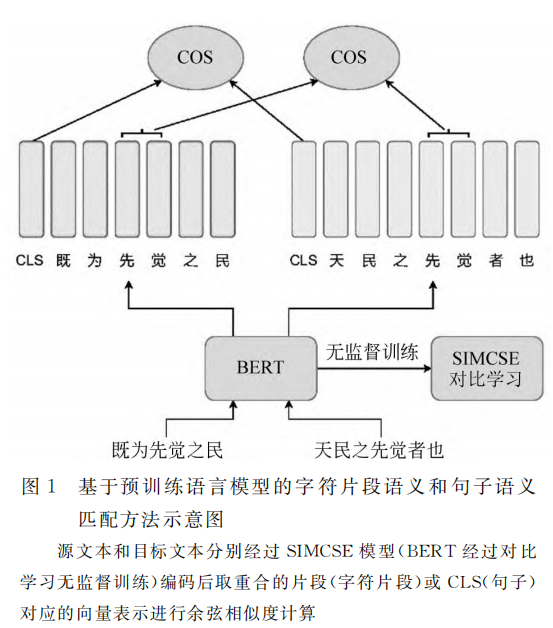 COS COS
CLS 既 为 先 觉 之 民 CLS 天 民 之 先 觉 者 也
无监督训练
BERT
SIMCSE
对比学习
既为先觉之民 天民之先觉者也
图 1 基于预训练语言模型的字符片段语义和句子语义
匹配方法示意图
源文本和目标文本分别经过 SIMCSE 模型(BERT 经过对比
学习无监督训练)编码后取重合的片段(字符片段)或 CLS(句子)
对应的向量表示进行余弦相似度计算